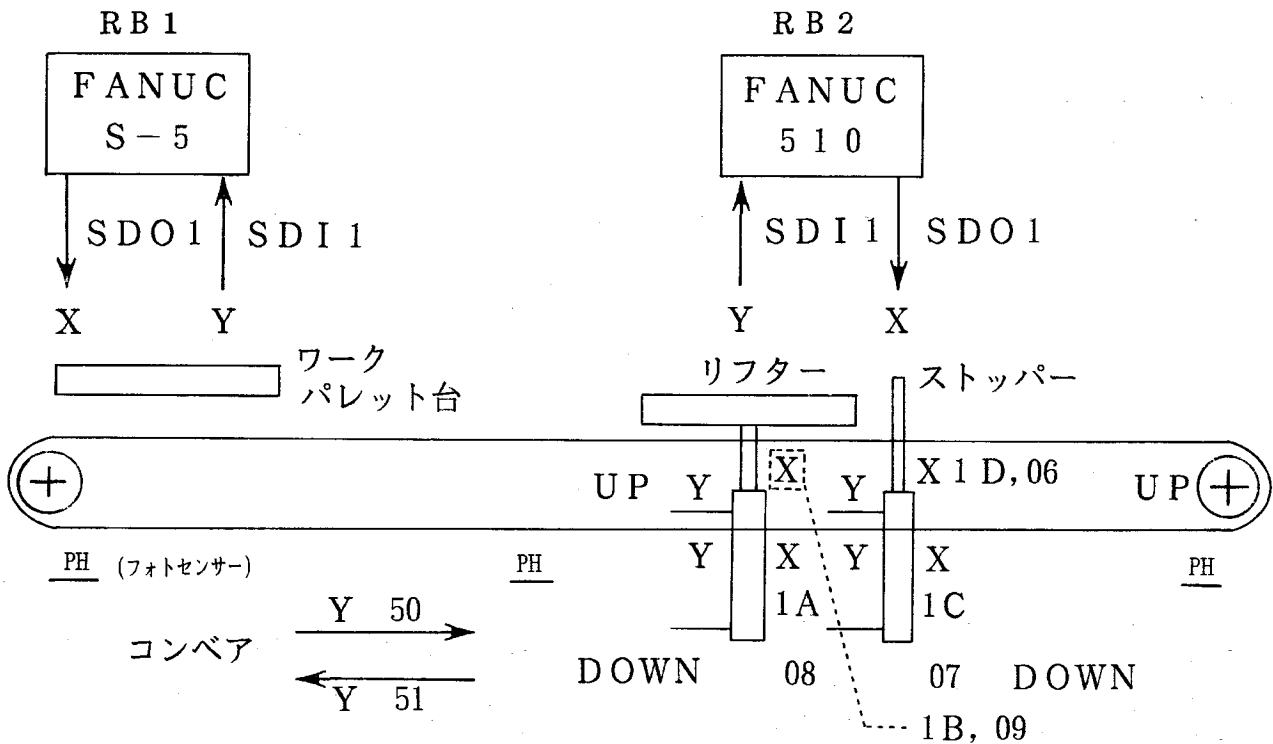 RB1
RB2
FANUC
S-5
FANUC
510
SDO1
SDI1
SDI1
SDO1
X
Y
Y
X
ワーク
パレット台
リフター
ストッパー
UP
Y
X
Y
X 1D,06
UP
PH (フォトセンサー)
PH
Y
X
Y
X
PH
1A
1C
コンベア
Y 50
Y 51
DOWN
08
07
DOWN
1B, 09